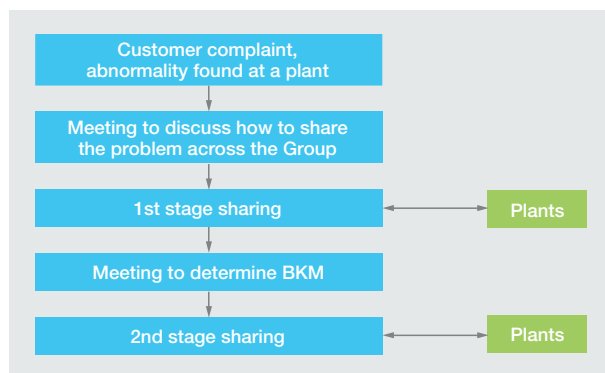 Customer complaint,
abnormality found at a plant
Meeting to discuss how to share
the problem across the Group
1st stage sharing
Plants
Meeting to determine BKM
2nd stage sharing
Plants